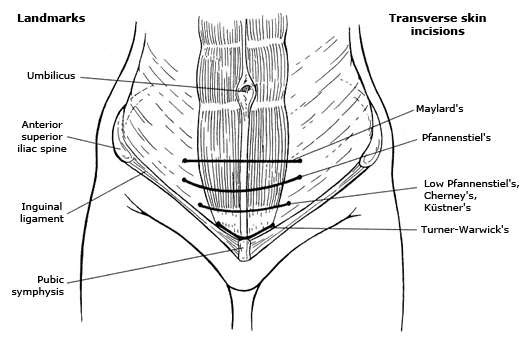 Landmarks
Umbilicus
Anterior
superior
iliac spine
Inguinal
ligament
Pubic
symphysis
Transverse skin
incisions
Maylard's
Pfannenstiel's
Low Pfannenstiel's,
Cherney's,
Küstner's
Turner-Warwick's